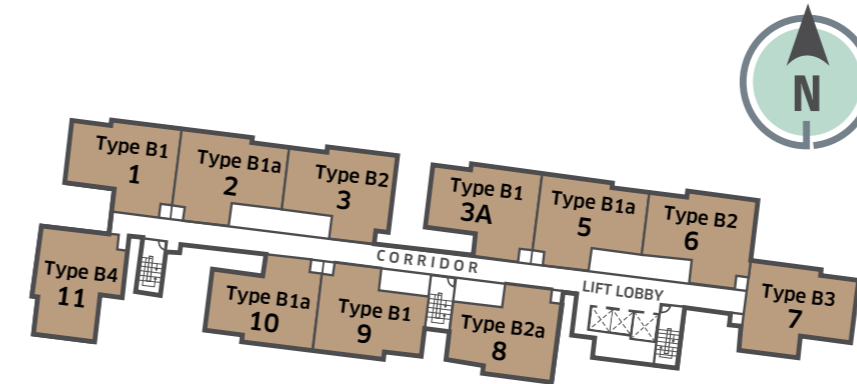 N
Type B1
1
Type B1a
2
Type B2
3
Type B1
3A
Type B1a
5
Type B2
6
CORRIDOR
LIFT LOBBY
Type B4
11
Type B1a
10
Type B1
9
Type B2a
8
Type B3
7